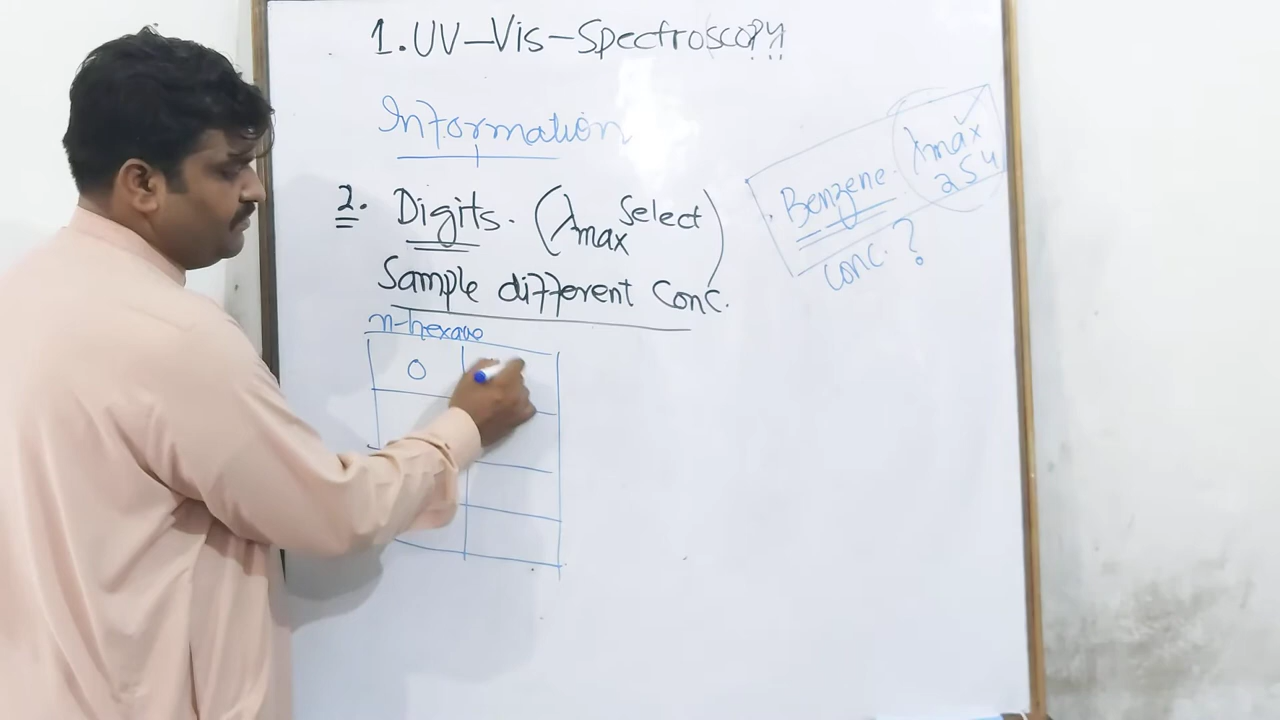 1. UV-Vis-Spectroscopy
Information
2. Digits. (λmax Select)
Sample different Conc.
n-hexane
0
Benzene λmax 254
conc. ?